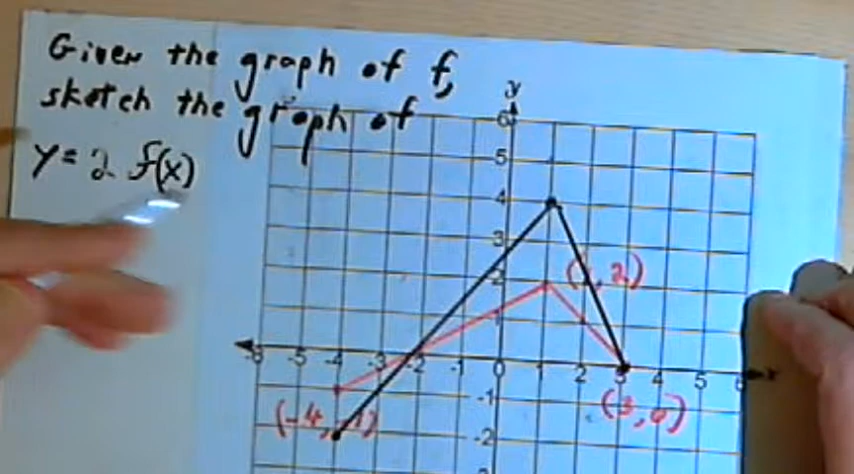 Given the graph of f,
sketch the graph of
y = 2 f(x)
y
6
5
4
3
2
(1, 2)
1
-6 -5 -4 -3 -2 -1 0 1 2 3 4 5 6 x
-1
(3, 0)
(-4, -1)
-2